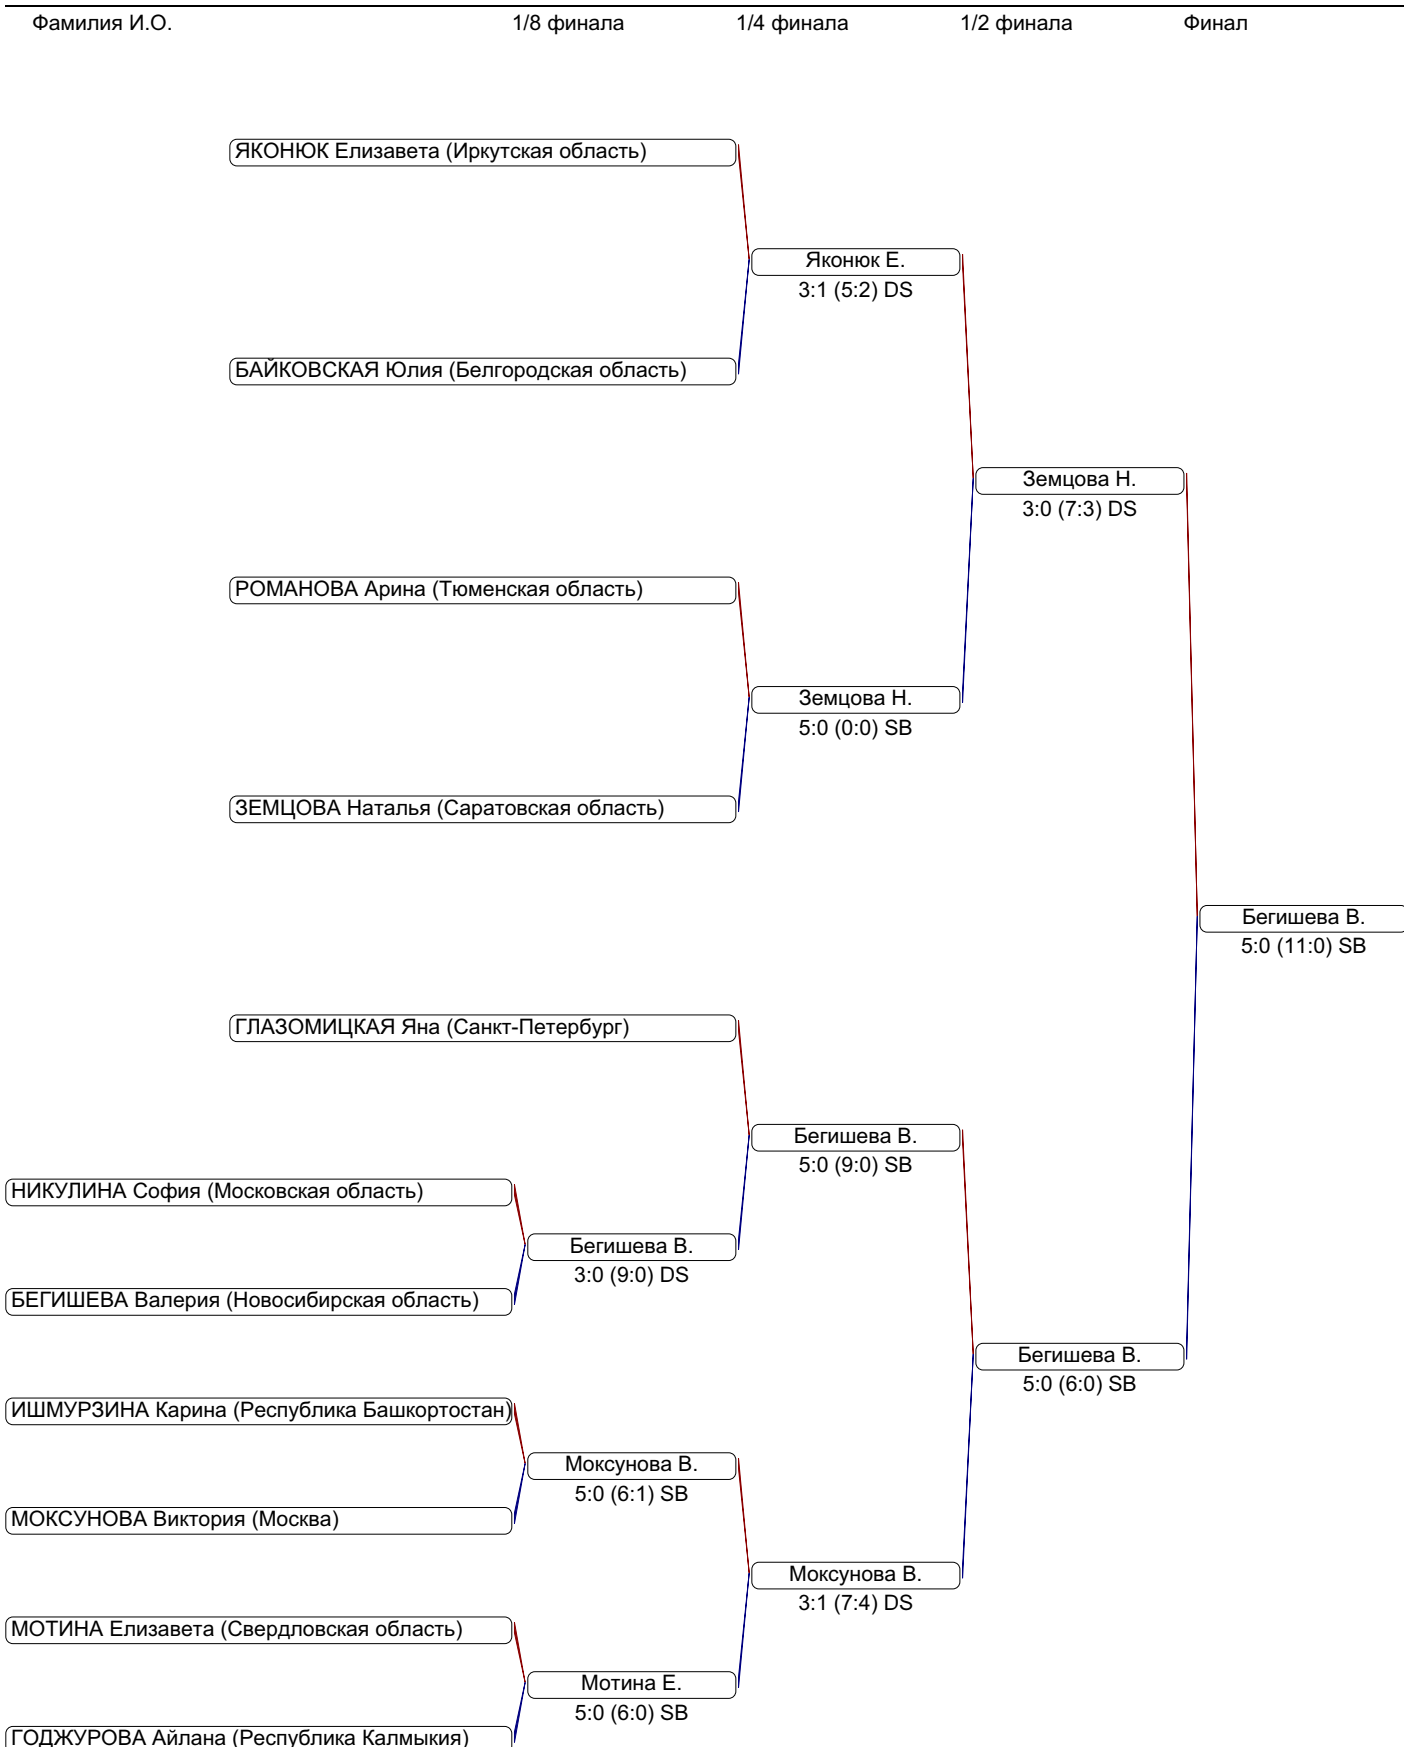 Фамилия И.О. 1/8 финала 1/4 финала 1/2 финала Финал
ЯКОНЮК Елизавета (Иркутская область)
Яконюк Е.
3:1 (5:2) DS
БАЙКОВСКАЯ Юлия (Белгородская область)
Земцова Н.
3:0 (7:3) DS
РОМАНОВА Арина (Тюменская область)
Земцова Н.
5:0 (0:0) SB
ЗЕМЦОВА Наталья (Саратовская область)
Бегишева В.
5:0 (11:0) SB
ГЛАЗОМИЦКАЯ Яна (Санкт-Петербург)
Бегишева В.
5:0 (9:0) SB
НИКУЛИНА София (Московская область)
Бегишева В.
3:0 (9:0) DS
БЕГИШЕВА Валерия (Новосибирская область)
Бегишева В.
5:0 (6:0) SB
ИШМУРЗИНА Карина (Республика Башкортостан)
Моксунова В.
5:0 (6:1) SB
МОКСУНОВА Виктория (Москва)
Моксунова В.
3:1 (7:4) DS
МОТИНА Елизавета (Свердловская область)
Мотина Е.
5:0 (6:0) SB
ГОДЖУРОВА Айлана (Республика Калмыкия)